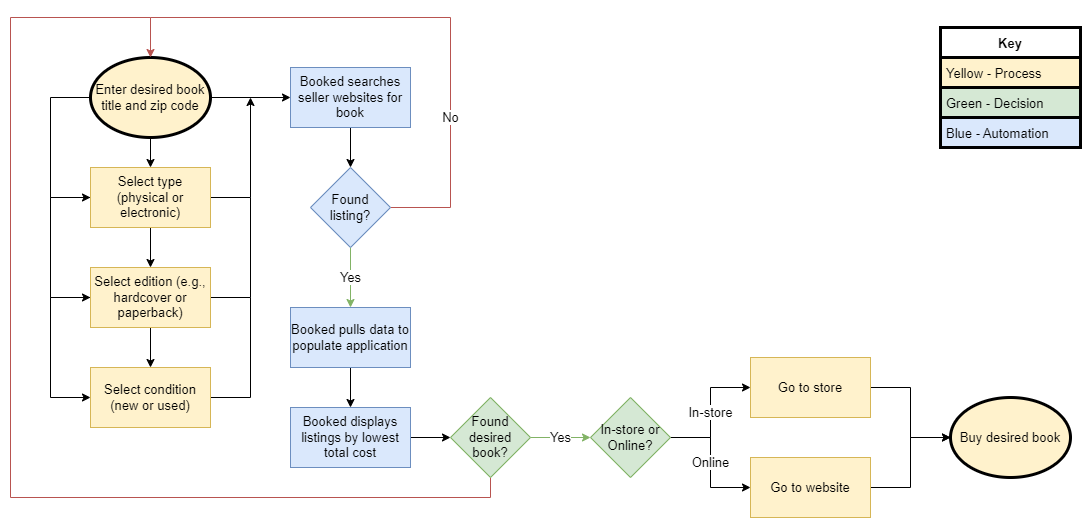 Enter desired book
title and zip code
Select type
(physical or
electronic)
Select edition (e.g.,
hardcover or
paperback)
Select condition
(new or used)
Booked searches
seller websites for
book
Found
listing?
No
Yes
Booked pulls data to
populate application
Booked displays
listings by lowest
total cost
Found
desired
book?
Yes
In-store or
Online?
In-store
Online
Go to store
Go to website
Buy desired book
Key
Yellow - Process
Green - Decision
Blue - Automation